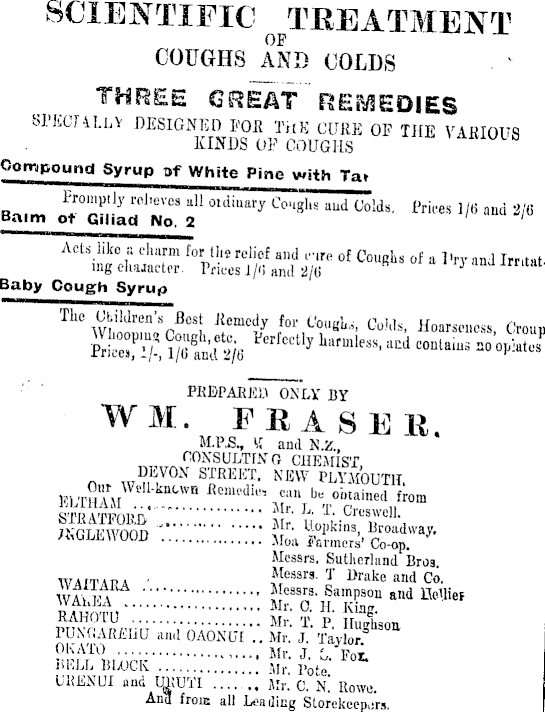 SCIENTIFIC TREATMENT
OF
COUGHS AND COLDS
THREE GREAT REMEDIES
SPECIALLY DESIGNED FOR THE CURE OF THE VARIOUS
KINDS OF COUGHS
Compound Syrup of White Pine with Tar
Promptly relieves all ordinary Coughs and Colds. Prices 1/6 and 2/6
Balm of Giliad No. 2
Acts like a charm for the relief and cure of Coughs of a Dry and Irritat-
ing character. Prices 1/6 and 2/6
Baby Cough Syrup
The Children's Best Remedy for Coughs, Colds, Hoarseness, Croup
Whooping Cough, etc. Perfectly harmless, and contains no opiates
Prices, 1/-, 1/6 and 2/6
PREPARED ONLY BY
WM. FRASER.
M.P.S., and N.Z.,
CONSULTING CHEMIST,
DEVON STREET, NEW PLYMOUTH.
Our Well-known Remedies can be obtained from
ELTHAM .................. Mr. L. T. Creswell.
STRATFORD ............... Mr. Hopkins, Broadway.
INGLEWOOD ............... Moa Farmers' Co-op.
Messrs. Sutherland Bros.
Messrs. T Drake and Co.
WAITARA ................. Messrs. Sampson and Hellier
WAREA ................... Mr. C. H. King.
RAHOTU .................. Mr. T. P. Hughson
PUNGAREHU and OAONUI .. Mr. J. Taylor.
OKATO ................... Mr. J. Fox.
BELL BLOCK .............. Mr. Pote.
URENUI and URUTI ....... Mr. C. N. Rowe.
And from all Leading Storekeepers.